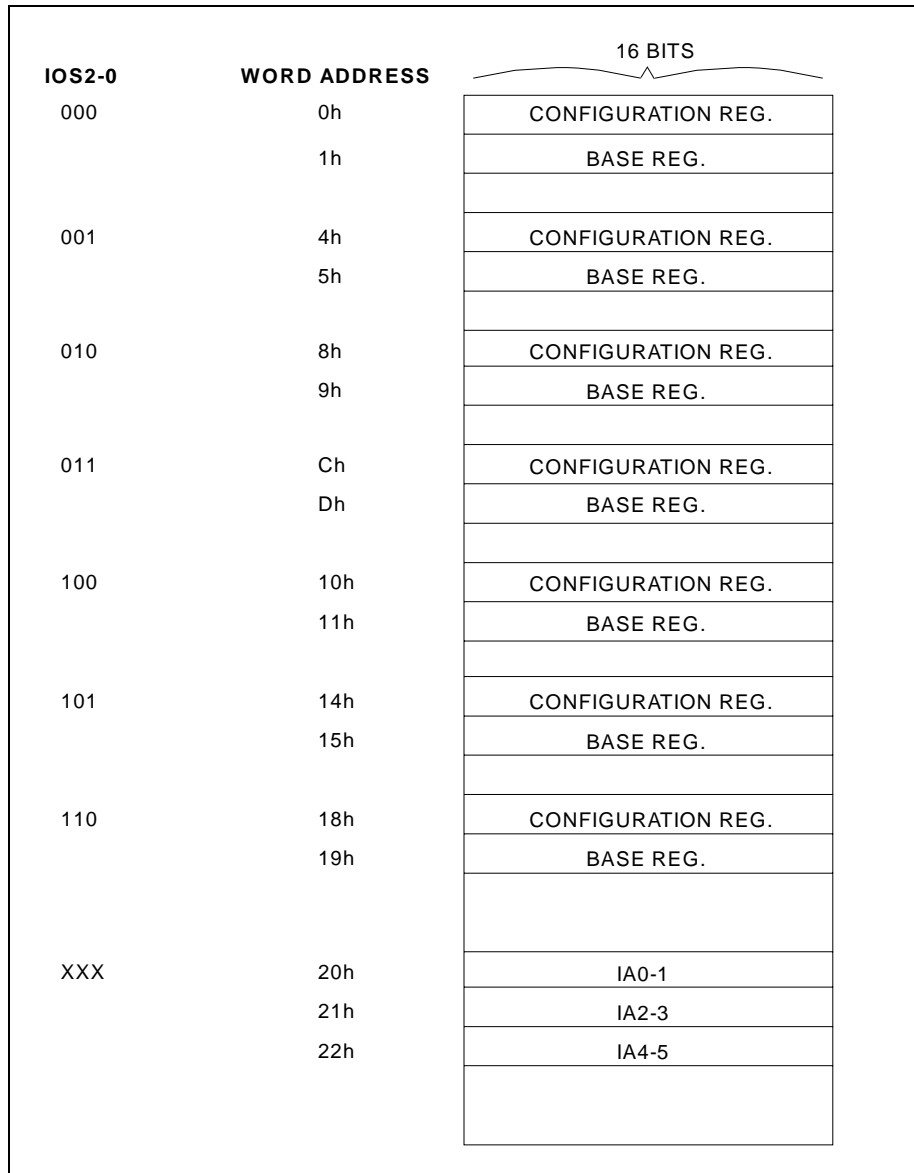 16 BITS
IOS2-0 WORD ADDRESS
000 0h CONFIGURATION REG.
1h BASE REG.
001 4h CONFIGURATION REG.
5h BASE REG.
010 8h CONFIGURATION REG.
9h BASE REG.
011 Ch CONFIGURATION REG.
Dh BASE REG.
100 10h CONFIGURATION REG.
11h BASE REG.
101 14h CONFIGURATION REG.
15h BASE REG.
110 18h CONFIGURATION REG.
19h BASE REG.
XXX 20h IA0-1
21h IA2-3
22h IA4-5